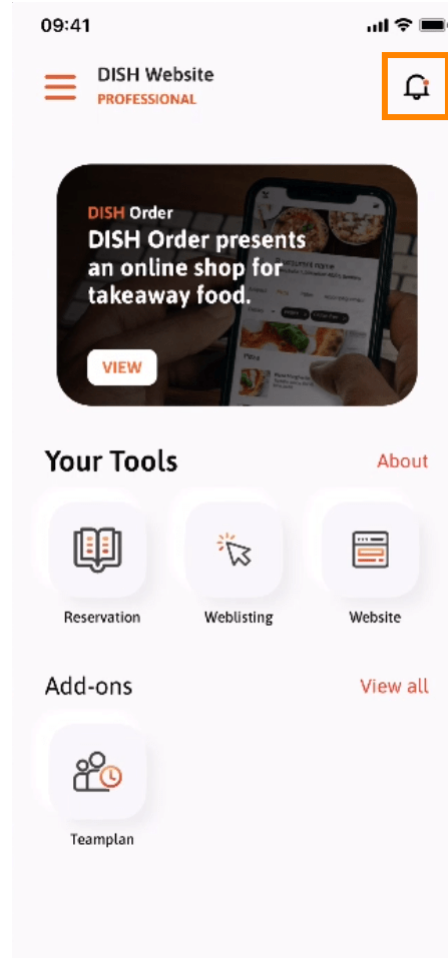 09:41
DISH Website
PROFESSIONAL
DISH Order
DISH Order presents
an online shop for
takeaway food.
VIEW
Your Tools
About
Reservation
Weblisting
Website
Add-ons
View all
Teamplan